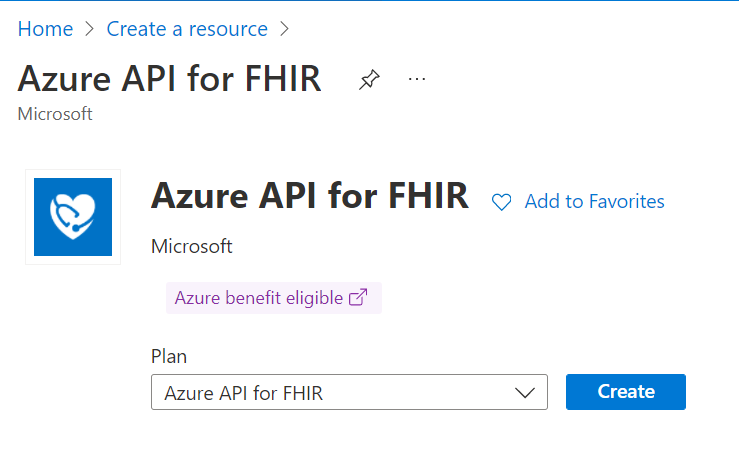 Home > Create a resource >
Azure API for FHIR ...
Microsoft
Azure API for FHIR
Add to Favorites
Microsoft
Azure benefit eligible
Plan
Azure API for FHIR
Create